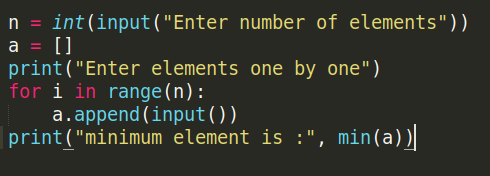 n = int(input("Enter number of elements"))
a = []
print("Enter elements one by one")
for i in range(n):
    a.append(input())
print("minimum element is :", min(a))